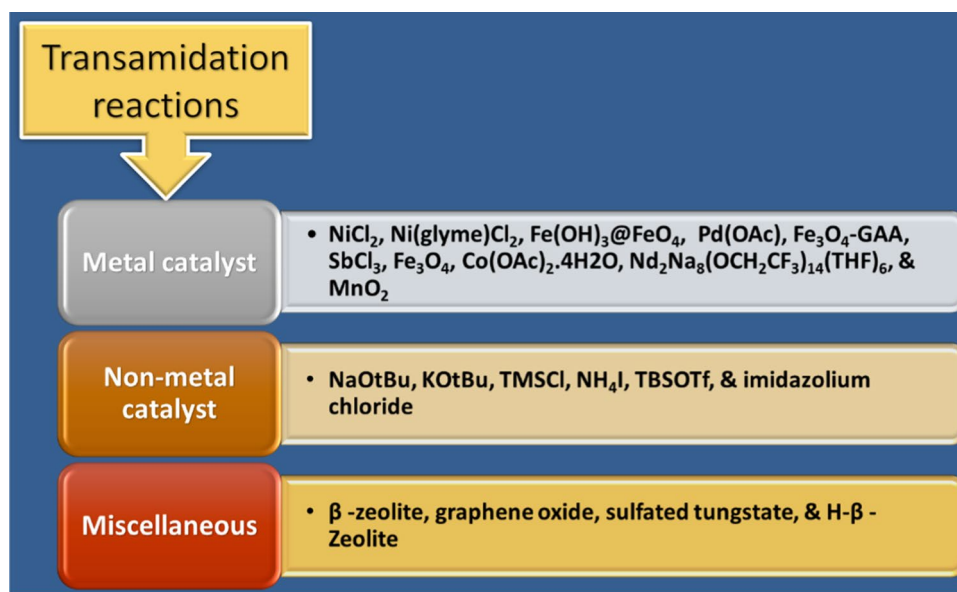 Transamidation
reactions
Metal catalyst
• NiCl₂, Ni(glyme)Cl₂, Fe(OH)₃@FeO₄, Pd(OAc), Fe₃O₄-GAA,
SbCl₃, Fe₃O₄, Co(OAc)₂.4H2O, Nd₂Na₈(OCH₂CF₃)₁₄(THF)₆, &
MnO₂
Non-metal
catalyst
• NaOtBu, KOtBu, TMSCl, NH₄I, TBSOTf, & imidazolium
chloride
Miscellaneous
• β -zeolite, graphene oxide, sulfated tungstate, & H-β -
Zeolite